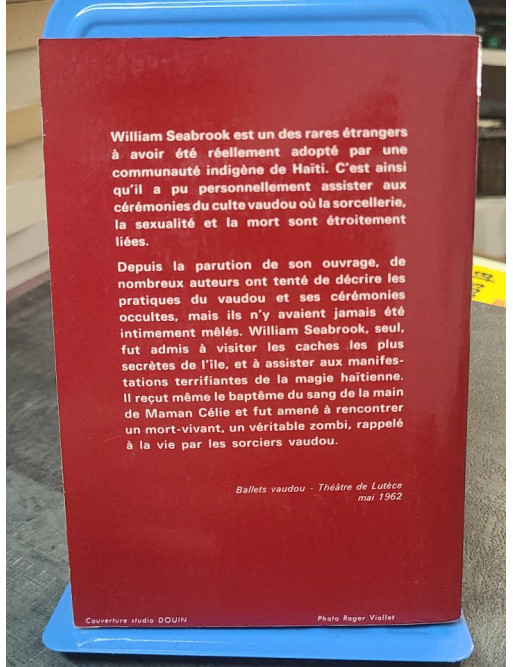 William Seabrook est un des rares étrangers
à avoir été réellement adopté par une
communauté indigène de Haïti. C'est ainsi
qu'il a pu personnellement assister aux
cérémonies du culte vaudou où la sorcellerie,
la sexualité et la mort sont étroitement
liées.
Depuis la parution de son ouvrage, de
nombreux auteurs ont tenté de décrire les
pratiques du vaudou et ses cérémonies
occultes, mais ils n'y avaient jamais été
intimement mêlés. William Seabrook, seul,
fut admis à visiter les caches les plus
secrètes de l'île, et à assister aux manifes-
tations terrifiantes de la magie haïtienne.
Il reçut même le baptême du sang de la main
de Maman Célie et fut amené à rencontrer
un mort-vivant, un véritable zombi, rappelé
à la vie par les sorciers vaudou.
Ballets vaudou - Théâtre de Lutèce
mai 1962
Couverture studio DOUIN
Photo Roger Viollet